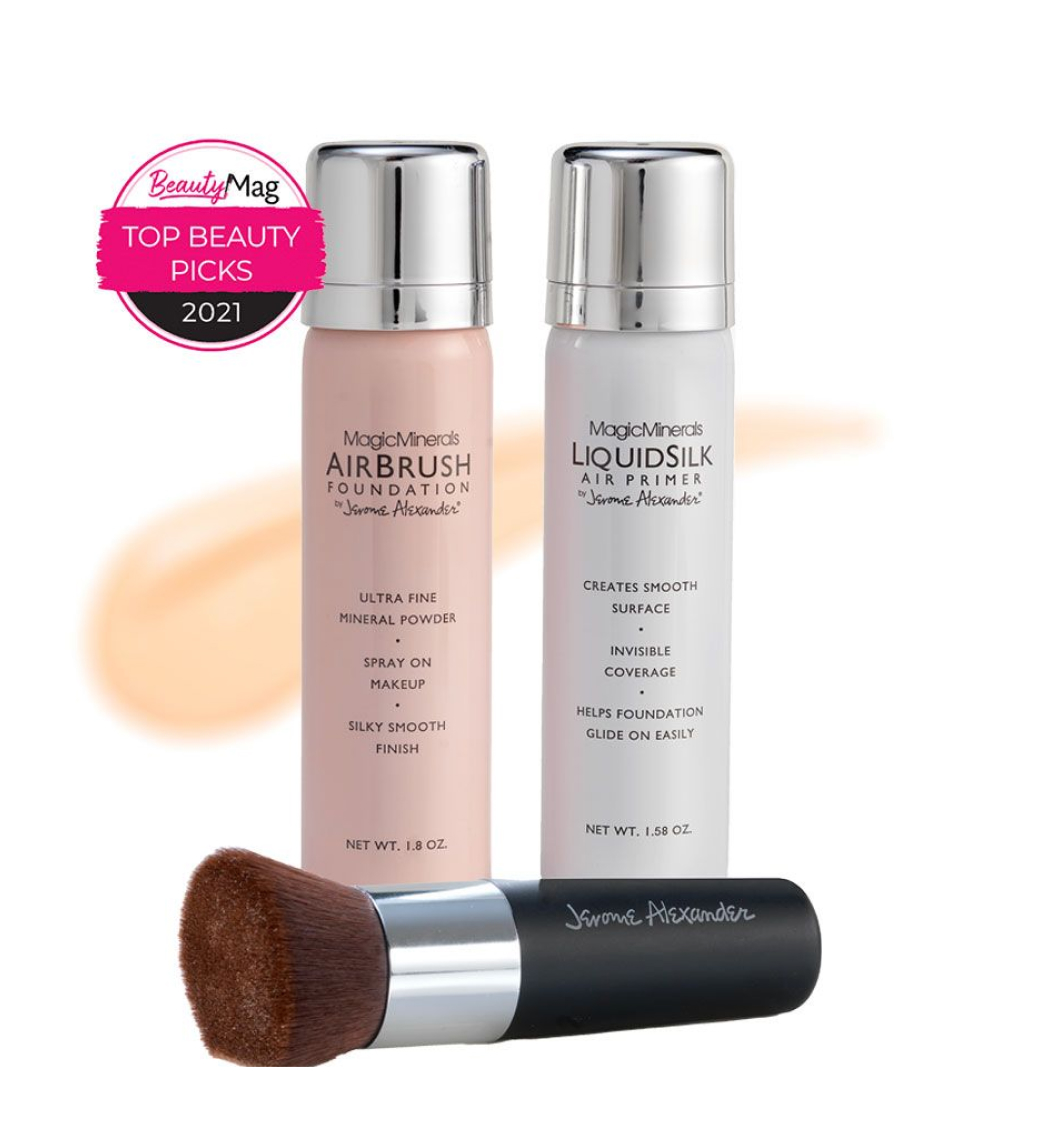 BeautyMag
TOP BEAUTY
PICKS
2021
MagicMinerals
AIRBRUSH
FOUNDATION
by Jerome Alexander®
ULTRA FINE
MINERAL POWDER
•
SPRAY ON
MAKEUP
•
SILKY SMOOTH
FINISH
NET WT. 1.8 OZ.
MagicMinerals
LIQUIDSILK
AIR PRIMER
by Jerome Alexander®
CREATES SMOOTH
SURFACE
•
INVISIBLE
COVERAGE
•
HELPS FOUNDATION
GLIDE ON EASILY
NET WT. 1.58 OZ.
Jerome Alexander